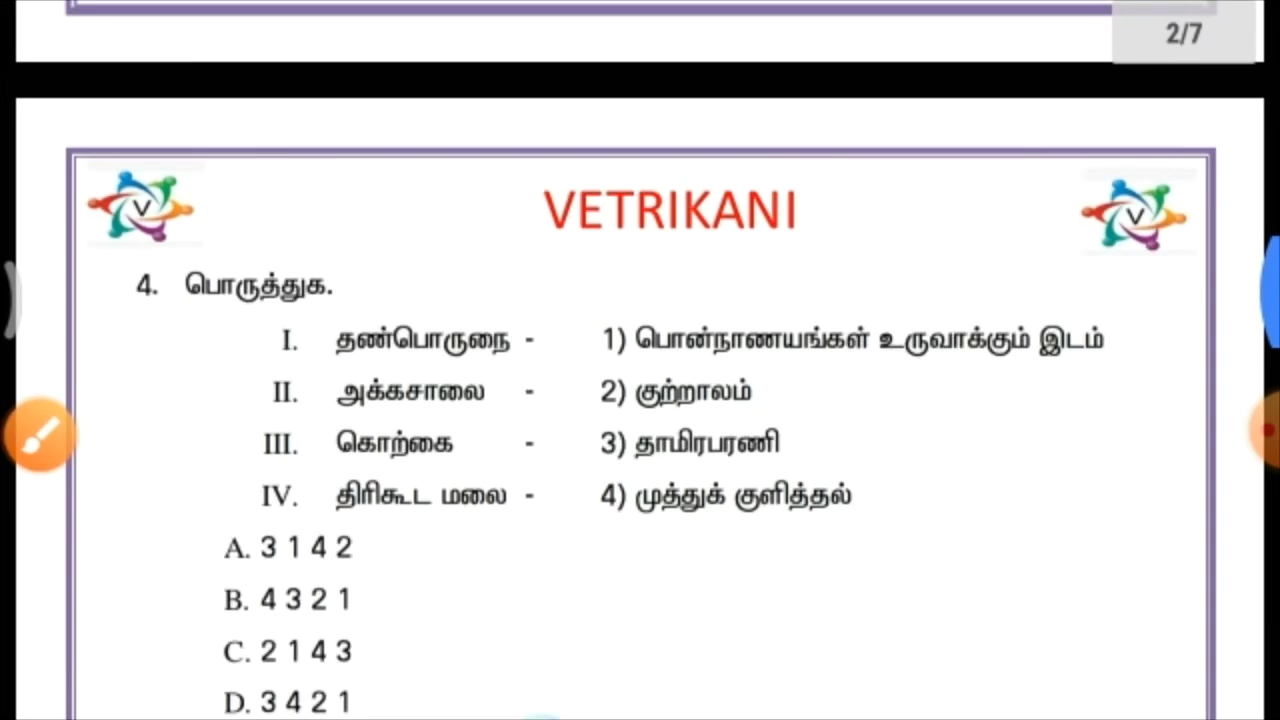 2/7
VETRIKANI
V
V
4. பொருத்துக.
I. தண்பொருநை - 1) பொன்நாணயங்கள் உருவாக்கும் இடம்
II. அக்கசாலை - 2) குற்றாலம்
III. கொற்கை - 3) தாமிரபரணி
IV. திரிகூட மலை - 4) முத்துக் குளித்தல்
A. 3 1 4 2
B. 4 3 2 1
C. 2 1 4 3
D. 3 4 2 1